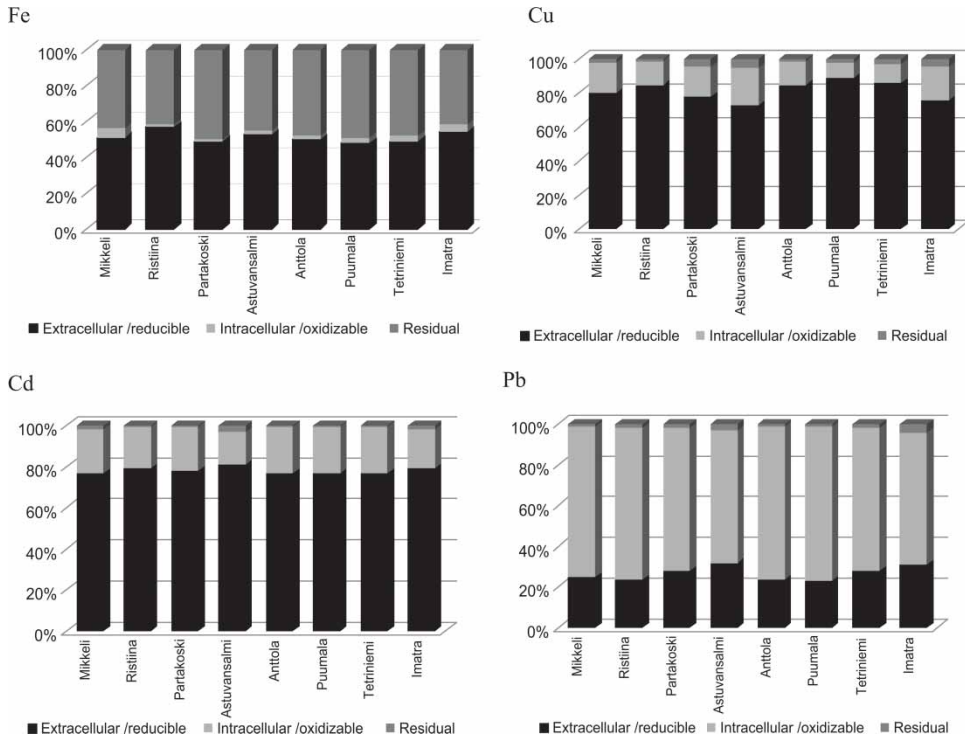 Fe
100%
80%
60%
40%
20%
0%
Mikkeli
Ristiina
Partakoski
Astuvansalmi
Anttola
Puumala
Tetriniemi
Imatra
Extracellular /reducible Intracellular /oxidizable Residual
Cu
100%
80%
60%
40%
20%
0%
Mikkeli
Ristiina
Partakoski
Astuvansalmi
Anttola
Puumala
Tetriniemi
Imatra
Extracellular /reducible Intracellular /oxidizable Residual
Cd
100%
80%
60%
40%
20%
0%
Mikkeli
Ristiina
Partakoski
Astuvansalmi
Anttola
Puumala
Tetriniemi
Imatra
Extracellular /reducible Intracellular /oxidizable Residual
Pb
100%
80%
60%
40%
20%
0%
Mikkeli
Ristiina
Partakoski
Astuvansalmi
Anttola
Puumala
Tetriniemi
Imatra
Extracellular /reducible Intracellular /oxidizable Residual